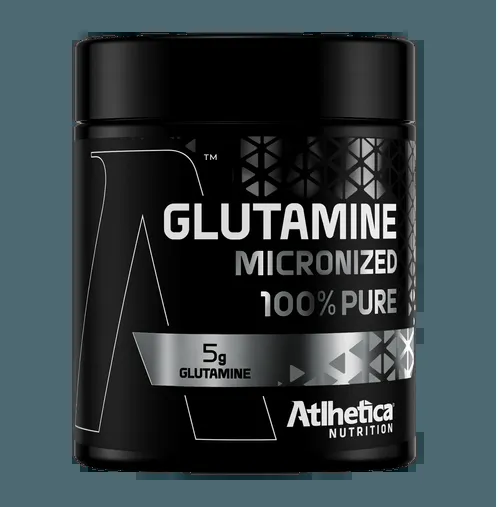 ™
GLUTAMINE
MICRONIZED
100% PURE
5g
GLUTAMINE
Atlhetica®
NUTRITION